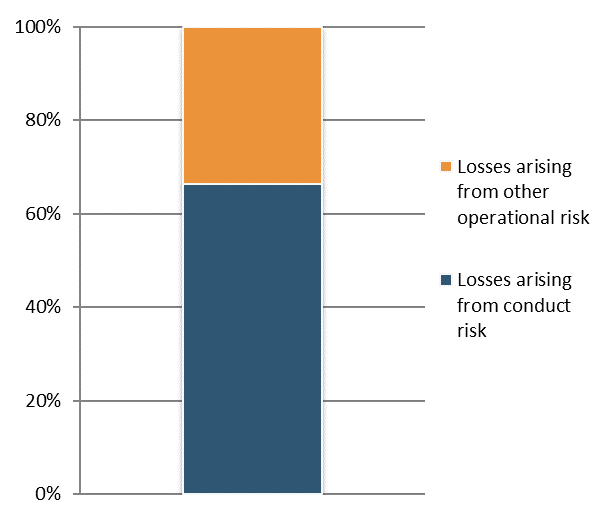 100%
80%
60%
40%
20%
0%
Losses arising
from other
operational risk
Losses arising
from conduct
risk